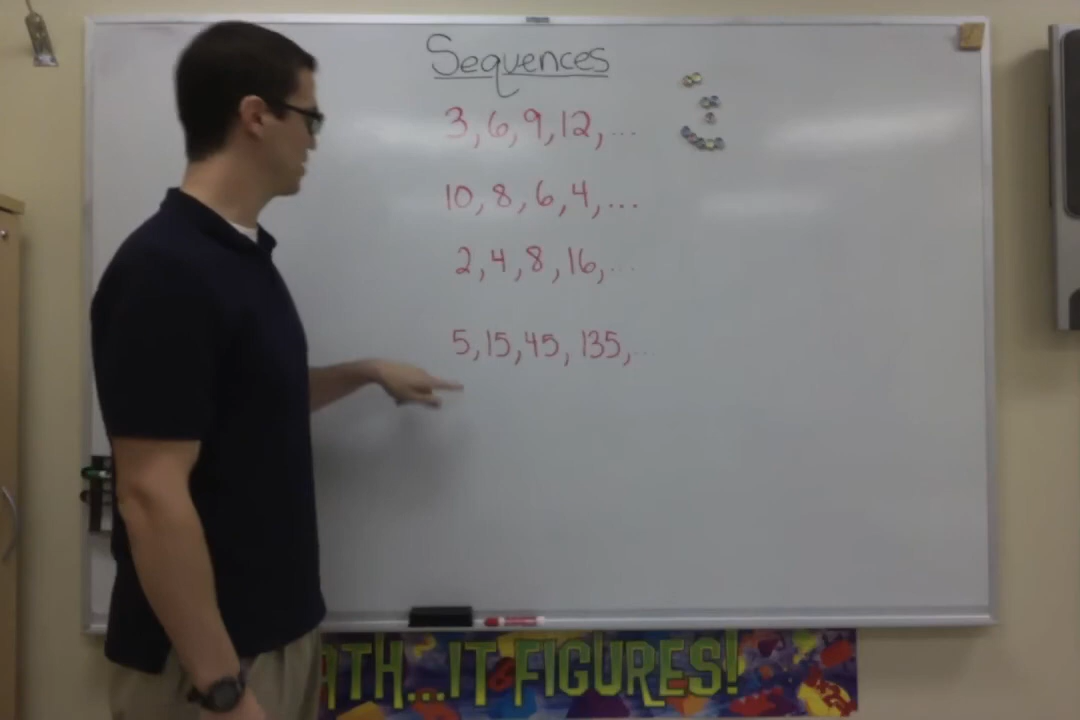 Sequences
3, 6, 9, 12, ...
10, 8, 6, 4, ...
2, 4, 8, 16, ...
5, 15, 45, 135, ...
ATH...IT FIGURES!